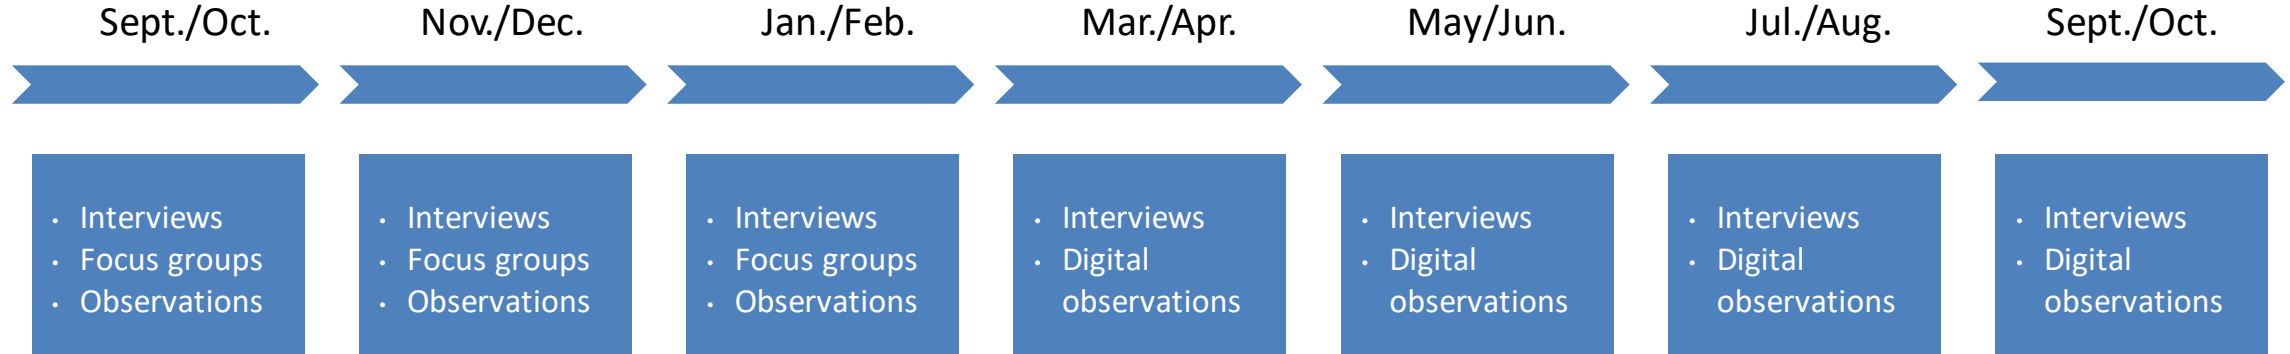 Sept./Oct.
Nov./Dec.
Jan./Feb.
Mar./Apr.
May/Jun.
Jul./Aug.
Sept./Oct.
• Interviews
• Focus groups
• Observations
• Interviews
• Focus groups
• Observations
• Interviews
• Focus groups
• Observations
• Interviews
• Digital
observations
• Interviews
• Digital
observations
• Interviews
• Digital
observations
• Interviews
• Digital
observations